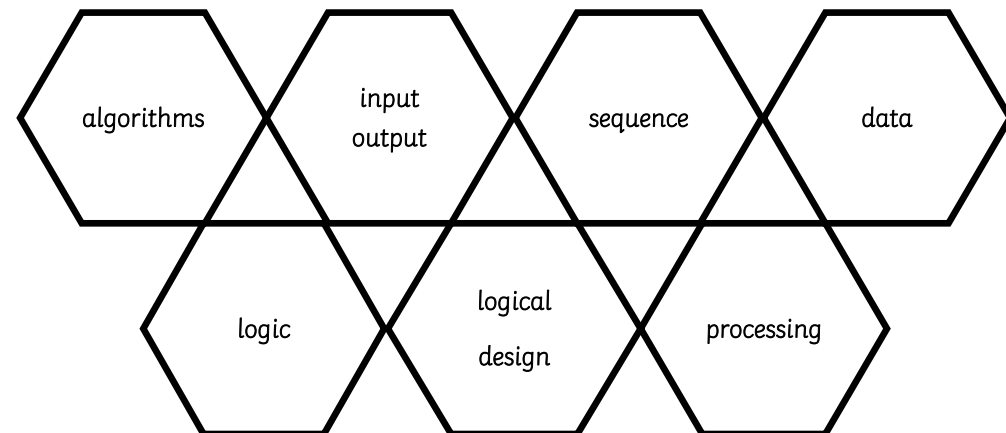 algorithms
input
output
sequence
data
logic
logical
design
processing